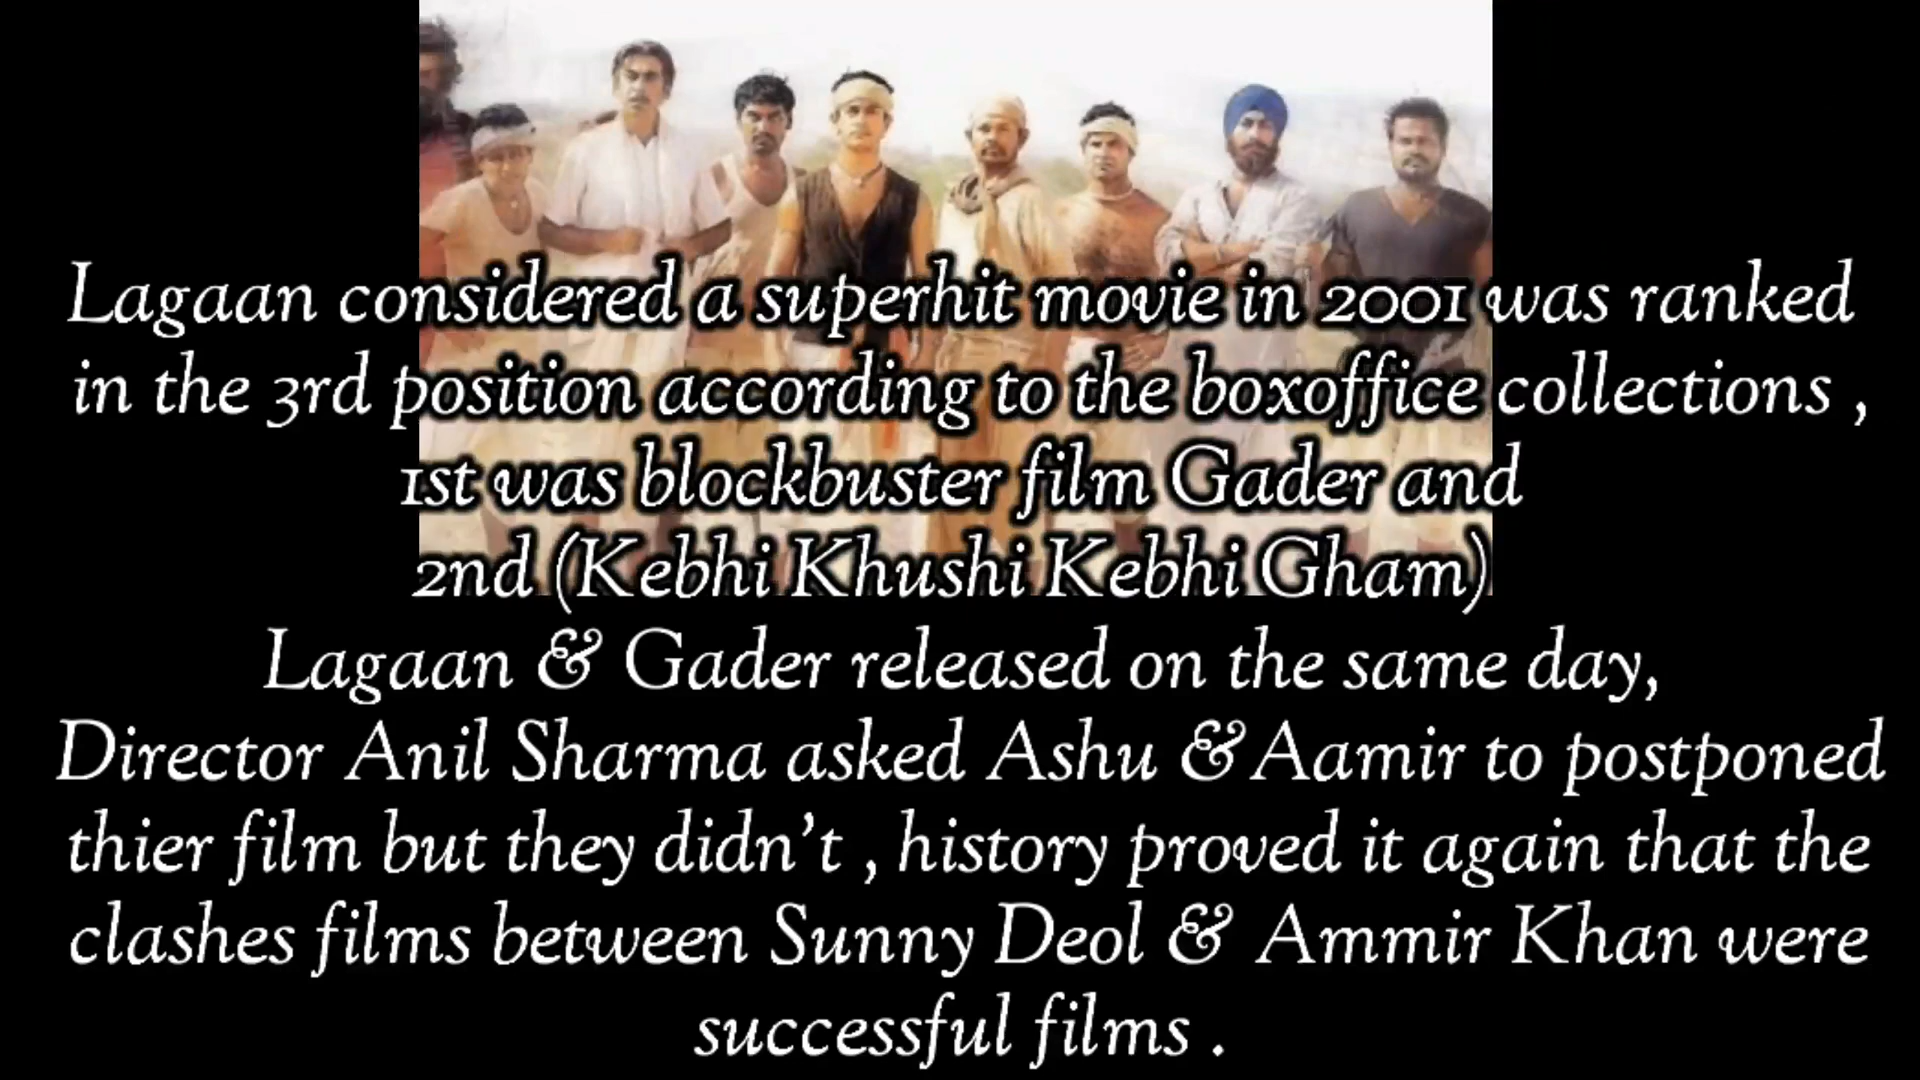 Lagaan considered a superhit movie in 2001 was ranked
in the 3rd position according to the boxoffice collections ,
1st was blockbuster film Gader and
2nd (Kebhi Khushi Kebhi Gham)
Lagaan & Gader released on the same day,
Director Anil Sharma asked Ashu &Aamir to postponed
thier film but they didn't , history proved it again that the
clashes films between Sunny Deol & Ammir Khan were
successful films .